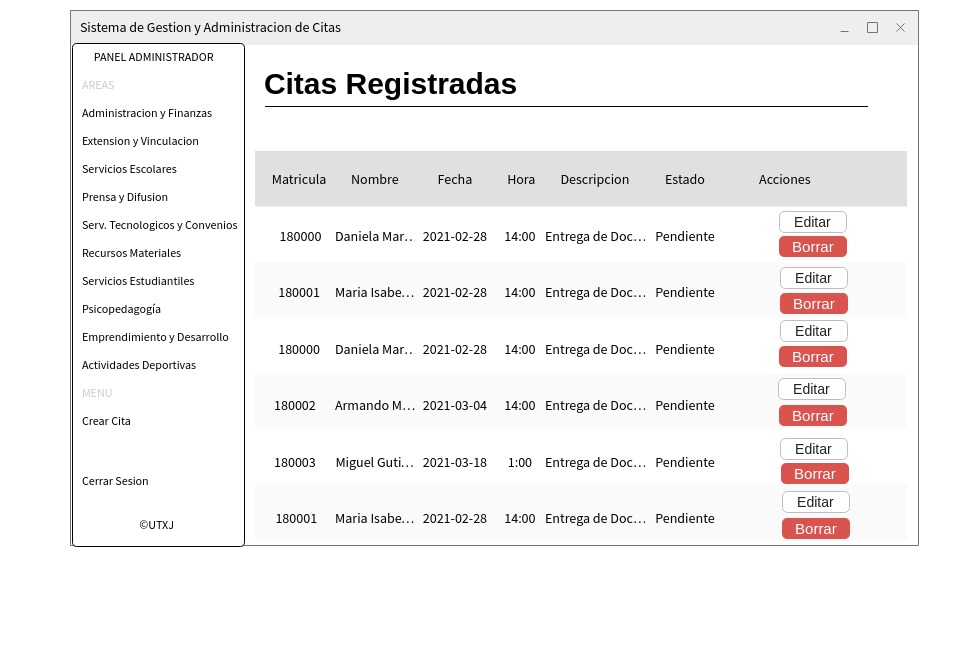 Sistema de Gestion y Administracion de Citas
PANEL ADMINISTRADOR
AREAS
Administracion y Finanzas
Extension y Vinculacion
Servicios Escolares
Prensa y Difusion
Serv. Tecnologicos y Convenios
Recursos Materiales
Servicios Estudiantiles
Psicopedagogía
Emprendimiento y Desarrollo
Actividades Deportivas
MENU
Crear Cita
Cerrar Sesion
©UTXJ
Citas Registradas
Matricula Nombre Fecha Hora Descripcion Estado Acciones
180000 Daniela Mar… 2021-02-28 14:00 Entrega de Doc… Pendiente Editar Borrar
180001 Maria Isabe… 2021-02-28 14:00 Entrega de Doc… Pendiente Editar Borrar
180000 Daniela Mar… 2021-02-28 14:00 Entrega de Doc… Pendiente Editar Borrar
180002 Armando M… 2021-03-04 14:00 Entrega de Doc… Pendiente Editar Borrar
180003 Miguel Guti… 2021-03-18 1:00 Entrega de Doc… Pendiente Editar Borrar
180001 Maria Isabe… 2021-02-28 14:00 Entrega de Doc… Pendiente Editar Borrar